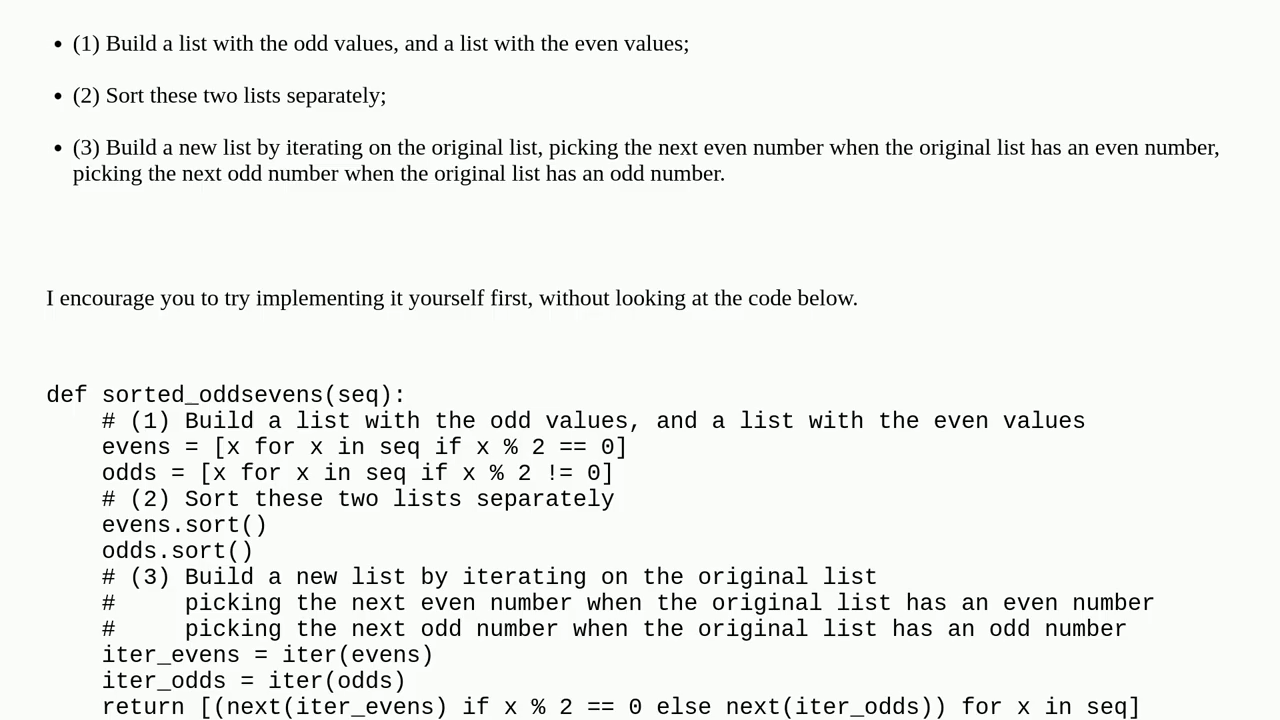 • (1) Build a list with the odd values, and a list with the even values;
• (2) Sort these two lists separately;
• (3) Build a new list by iterating on the original list, picking the next even number when the original list has an even number,
picking the next odd number when the original list has an odd number.
I encourage you to try implementing it yourself first, without looking at the code below.
def sorted_oddsevens(seq):
    # (1) Build a list with the odd values, and a list with the even values
    evens = [x for x in seq if x % 2 == 0]
    odds = [x for x in seq if x % 2 != 0]
    # (2) Sort these two lists separately
    evens.sort()
    odds.sort()
    # (3) Build a new list by iterating on the original list
    #     picking the next even number when the original list has an even number
    #     picking the next odd number when the original list has an odd number
    iter_evens = iter(evens)
    iter_odds = iter(odds)
    return [(next(iter_evens) if x % 2 == 0 else next(iter_odds)) for x in seq]